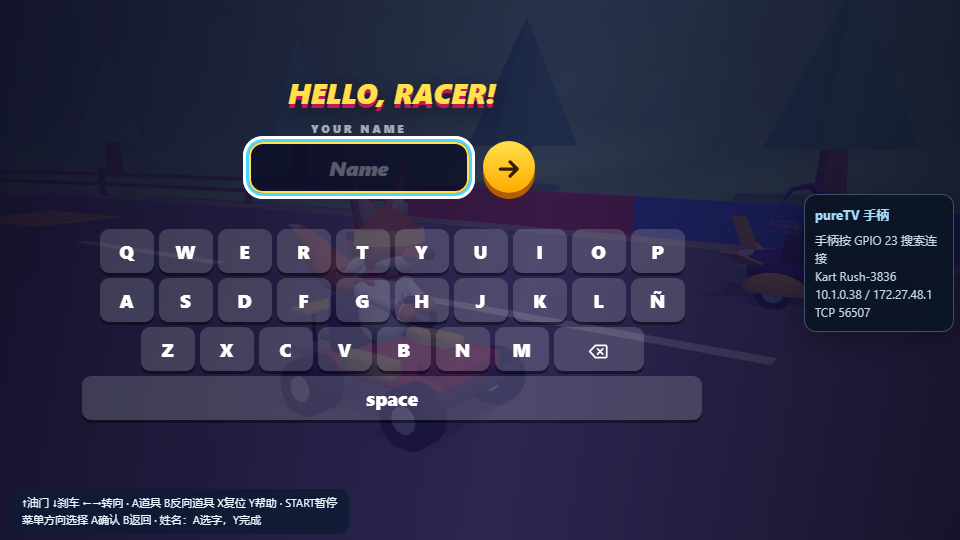 HELLO, RACER!
YOUR NAME
Name
Q W E R T Y U I O P
A S D F G H J K L Ñ
Z X C V B N M
space
pureTV 手柄
手柄按 GPIO 23 搜索连
接
Kart Rush-3836
10.1.0.38 / 172.27.48.1
TCP 56507
↑油门 ↓刹车 ←→转向 · A道具 B反向道具 X复位 Y帮助 · START暂停
菜单方向选择 A确认 B返回 · 姓名：A选字，Y完成